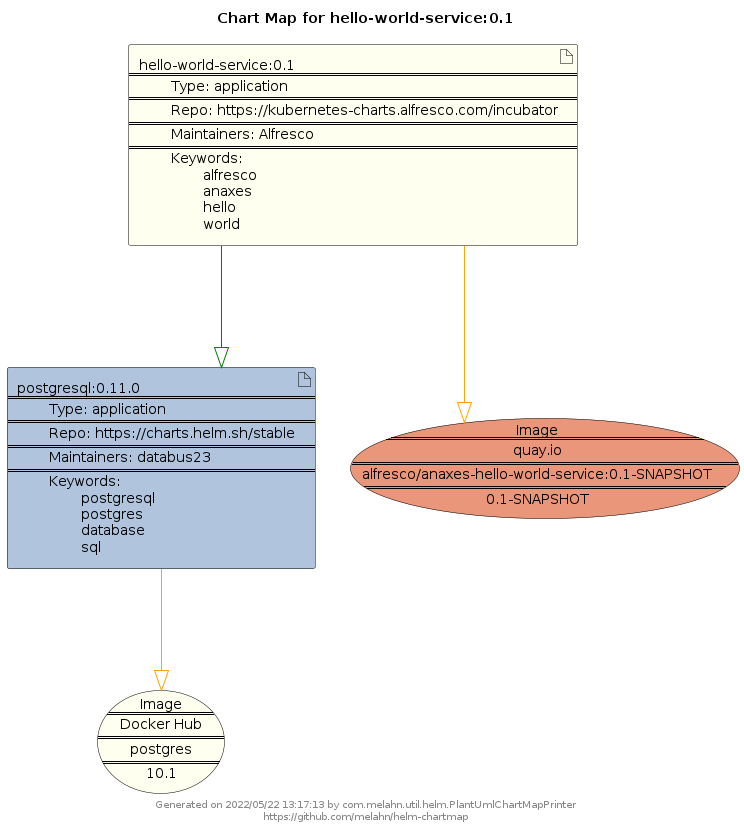 Chart Map for hello-world-service:0.1
hello-world-service:0.1
Type: application
Repo: https://kubernetes-charts.alfresco.com/incubator
Maintainers: Alfresco
Keywords:
alfresco
anaxes
hello
world
postgresql:0.11.0
Type: application
Repo: https://charts.helm.sh/stable
Maintainers: databus23
Keywords:
postgresql
postgres
database
sql
Image
quay.io
alfresco/anaxes-hello-world-service:0.1-SNAPSHOT
0.1-SNAPSHOT
Image
Docker Hub
postgres
10.1
Generated on 2022/05/22 13:17:13 by com.melahn.util.helm.PlantUmlChartMapPrinter
https://github.com/melahn/helm-chartmap